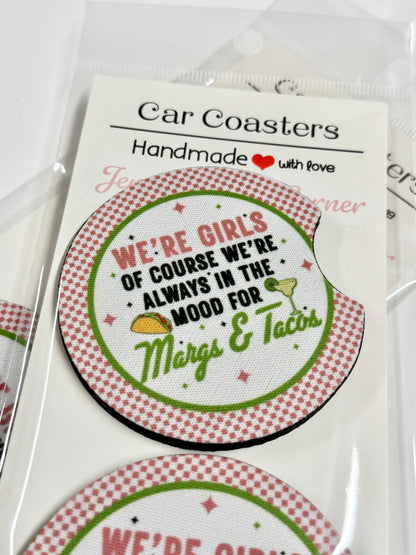 Car Coasters
Handmade with love
WE'RE GIRLS
OF COURSE WE'RE
ALWAYS IN THE
MOOD FOR
Margs & Tacos
WE'RE GIRLS